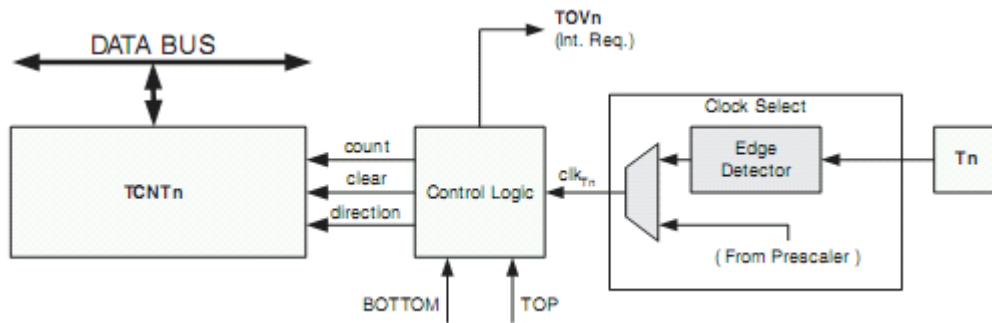 TOVn
(Int. Req.)
DATA BUS
Clock Select
count
Edge
Detector
Tn
TCNTn
clear
Control Logic
clkTn
direction
( From Prescaler )
BOTTOM
TOP